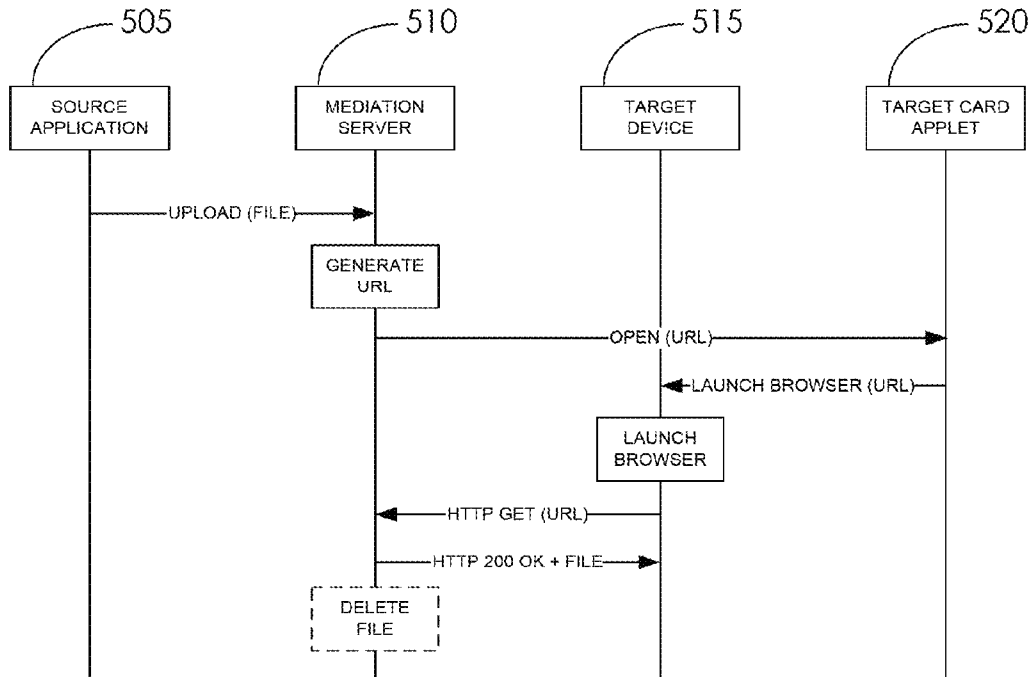 505
510
515
520
SOURCE
APPLICATION
MEDIATION
SERVER
TARGET
DEVICE
TARGET CARD
APPLET
UPLOAD (FILE)
GENERATE
URL
OPEN (URL)
LAUNCH BROWSER (URL)
LAUNCH
BROWSER
HTTP GET (URL)
HTTP 200 OK + FILE
DELETE
FILE